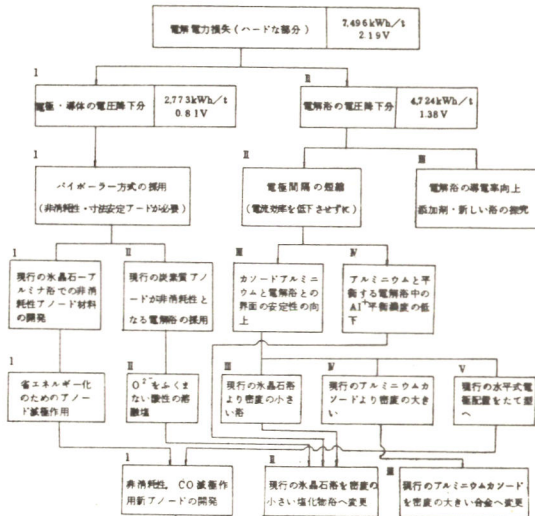 電解電力損失(ハードな部分)
7,496kWh/t
2.19V
I
電極・導体の電圧降下分
2,773kWh/t
0.81V
II
電解浴の電圧降下分
4,724kWh/t
1.38V
I
バイポーラー方式の採用
(非消耗性・寸法安定アードが必要)
II
電極間隔の短縮
(電流効率を低下させずに)
III
電解浴の導電率向上
添加剤・新しい浴の探究
I
現行の氷晶石−アル
ミナ浴での非消
耗性アノード材料
の開発
II
現行の炭素質アノ
ードが非消耗性と
なる電解浴の採用
III
カソードアルミニ
ウムと電解浴との
界面の安定性の向
上
IV
アルミニウムと平
衡する電解浴中の
Al⁺平衡濃度の低
下
I
省エネルギー化
のためのアノー
ド減極作用
II
O²⁻をふくま
ない酸性の溶
融塩
III
現行の氷晶石浴
より密度の小さ
い浴
IV
現行のアルミニウムカソ
ードより密度の大きい
V
現行の水平式電
極配置をたて型
へ
I
非消耗性，CO減極作
用新アノードの開発
II
現行の氷晶石浴を密度の
小さい塩化物浴へ変更
III
現行のアルミニウムカソード
を密度の大きい合金へ変更